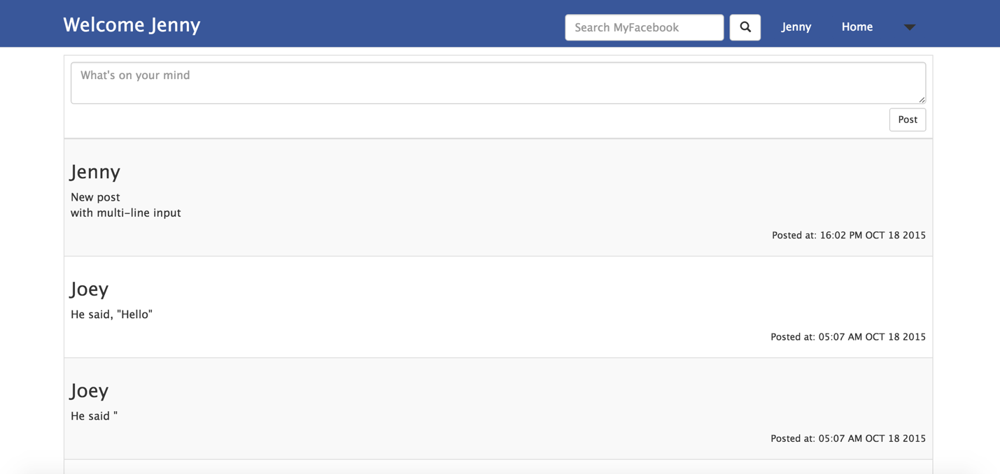 Welcome Jenny
Search MyFacebook
Jenny
Home
What's on your mind
Post
Jenny
New post
with multi-line input
Posted at: 16:02 PM OCT 18 2015
Joey
He said, "Hello"
Posted at: 05:07 AM OCT 18 2015
Joey
He said "
Posted at: 05:07 AM OCT 18 2015